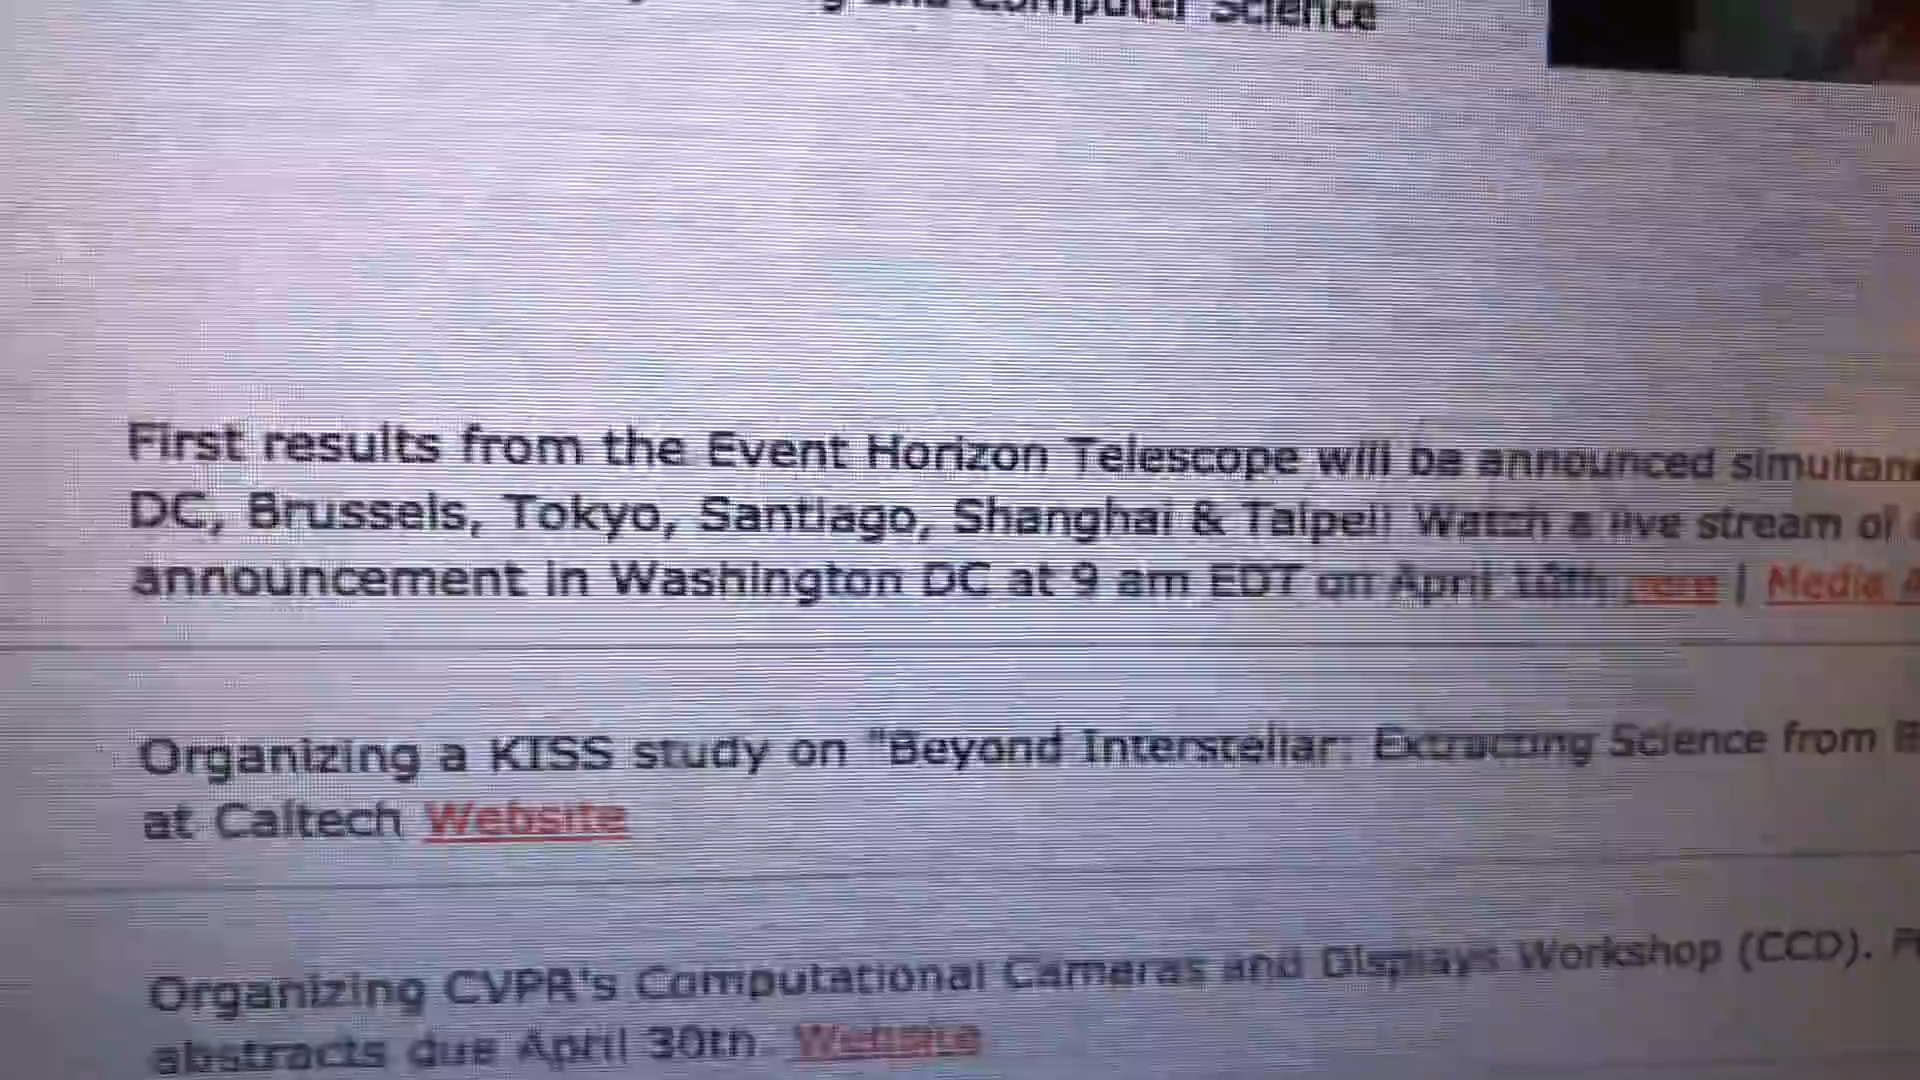 and Computer Science
First results from the Event Horizon Telescope will be announced
DC, Brussels, Tokyo, Santiago, Shanghai & Taipei! Watch a live stream of
announcement in Washington DC at 9 am EDT on April 10th here | Media
Organizing a KISS study on "Beyond Interstellar: Extracting Science from
at Caltech Website
Organizing CVPR's Computational Cameras and Displays Workshop (CCD).
abstracts due April 30th. Website